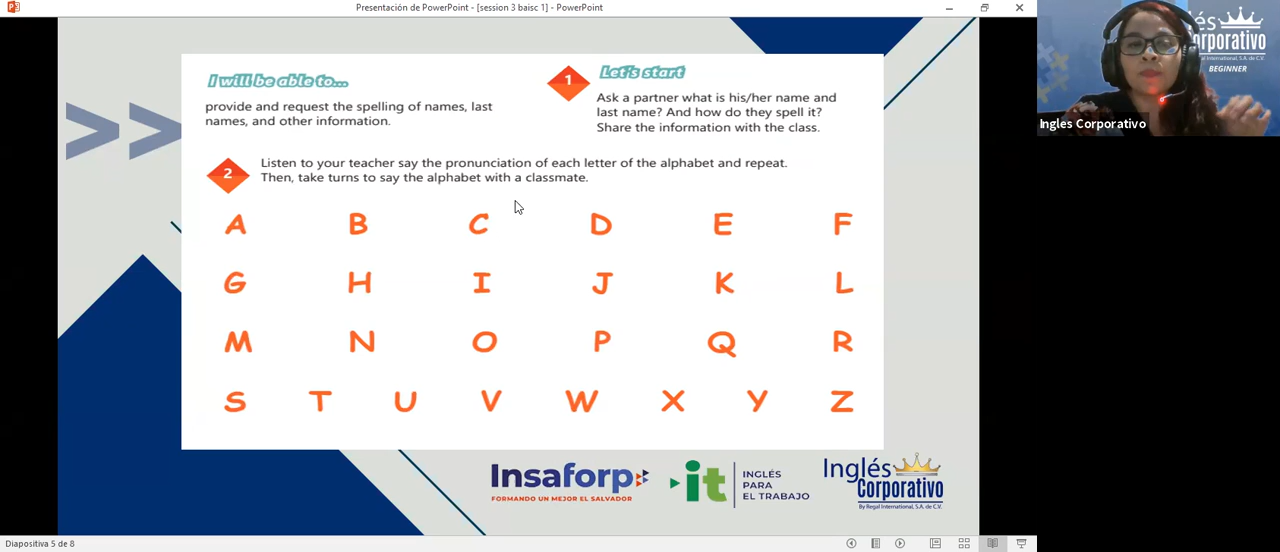 Presentación de PowerPoint - [session 3 baisc 1] - PowerPoint
I will be able to...
provide and request the spelling of names, last
names, and other information.
1
Let's start
Ask a partner what is his/her name and
last name? And how do they spell it?
Share the information with the class.
2
Listen to your teacher say the pronunciation of each letter of the alphabet and repeat.
Then, take turns to say the alphabet with a classmate.
A B C D E F
G H I J K L
M N O P Q R
S T U V W X Y Z
Insaforp
FORMANDO UN MEJOR EL SALVADOR
it
INGLÉS
PARA
EL TRABAJO
Inglés
Corporativo
By Regal International, S.A. de C.V.
Diapositiva 5 de 8
lés
Corporativo
al International, S.A. de C.V.
BEGINNER
Ingles Corporativo